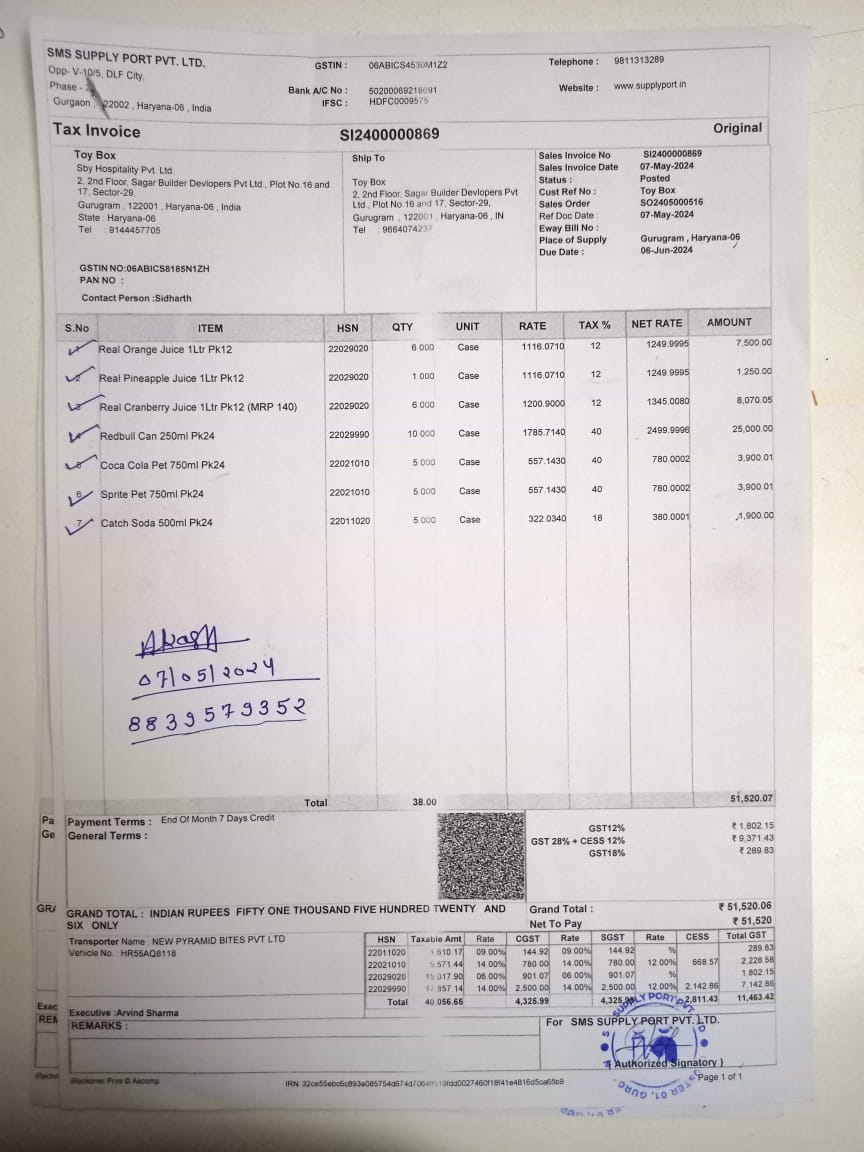 SMS SUPPLY PORT PVT. LTD.
Opp- V-10/5, DLF City,
Phase -
Gurgaon , 22002 , Haryana-06 , India
GSTIN : 06ABICS4530M1Z2
Bank A/C No : 50200069218691
IFSC : HDFC0009575
Telephone : 9811313289
Website : www.supplyport.in
Tax Invoice SI2400000869 Original
Toy Box
Sby Hospitality Pvt. Ltd.
2, 2nd Floor, Sagar Builder Devlopers Pvt Ltd., Plot No.16 and
17, Sector-29,
Gurugram , 122001 , Haryana-06 , India
State : Haryana-06
Tel : 9144457705
GSTIN NO:06ABICS8185N1ZH
PAN NO :
Contact Person :Sidharth
Ship To
Toy Box
2, 2nd Floor, Sagar Builder Devlopers Pvt
Ltd., Plot No.16 and 17, Sector-29,
Gurugram , 122001 , Haryana-06 , IN
Tel : 9664074237
Sales Invoice No SI2400000869
Sales Invoice Date 07-May-2024
Status : Posted
Cust Ref No : Toy Box
Sales Order SO2405000516
Ref Doc Date : 07-May-2024
Eway Bill No :
Place of Supply Gurugram , Haryana-06
Due Date : 06-Jun-2024
S.No ITEM HSN QTY UNIT RATE TAX % NET RATE AMOUNT
1 Real Orange Juice 1Ltr Pk12 22029020 6.000 Case 1116.0710 12 1249.9995 7,500.00
2 Real Pineapple Juice 1Ltr Pk12 22029020 1.000 Case 1116.0710 12 1249.9995 1,250.00
3 Real Cranberry Juice 1Ltr Pk12 (MRP 140) 22029020 6.000 Case 1200.9000 12 1345.0080 8,070.05
4 Redbull Can 250ml Pk24 22029990 10.000 Case 1785.7140 40 2499.9996 25,000.00
5 Coca Cola Pet 750ml Pk24 22021010 5.000 Case 557.1430 40 780.0002 3,900.01
6 Sprite Pet 750ml Pk24 22021010 5.000 Case 557.1430 40 780.0002 3,900.01
7 Catch Soda 500ml Pk24 22011020 5.000 Case 322.0340 18 380.0001 1,900.00
Akash
07/05/2024
8839579352
Total 38.00 51,520.07
Pa
Ge
Payment Terms : End Of Month 7 Days Credit
General Terms :
GST12% ₹ 1,802.15
GST 28% + CESS 12% ₹ 9,371.43
GST18% ₹ 289.83
GRA
GRAND TOTAL : INDIAN RUPEES FIFTY ONE THOUSAND FIVE HUNDRED TWENTY AND
SIX ONLY
Grand Total : ₹ 51,520.06
Net To Pay ₹ 51,520
Transporter Name : NEW PYRAMID BITES PVT LTD
Vehicle No. : HR55AQ8118
HSN Taxable Amt Rate CGST Rate SGST Rate CESS Total GST
22011020 1,610.17 09.00% 144.92 09.00% 144.92 % 289.83
22021010 5,571.44 14.00% 780.00 14.00% 780.00 12.00% 668.57 2,228.58
22029020 15,017.90 06.00% 901.07 06.00% 901.07 % 1,802.15
22029990 17,857.14 14.00% 2,500.00 14.00% 2,500.00 12.00% 2,142.86 7,142.86
Total 40,056.66 4,325.99 4,325.99 2,811.43 11,463.42
Exec
REM
Executive :Arvind Sharma
REMARKS :
For SMS SUPPLY PORT PVT. LTD.
SUPPLY PORT PVT
( Authorized Signatory )
Page 1 of 1
iReckoner Print © Ascomp